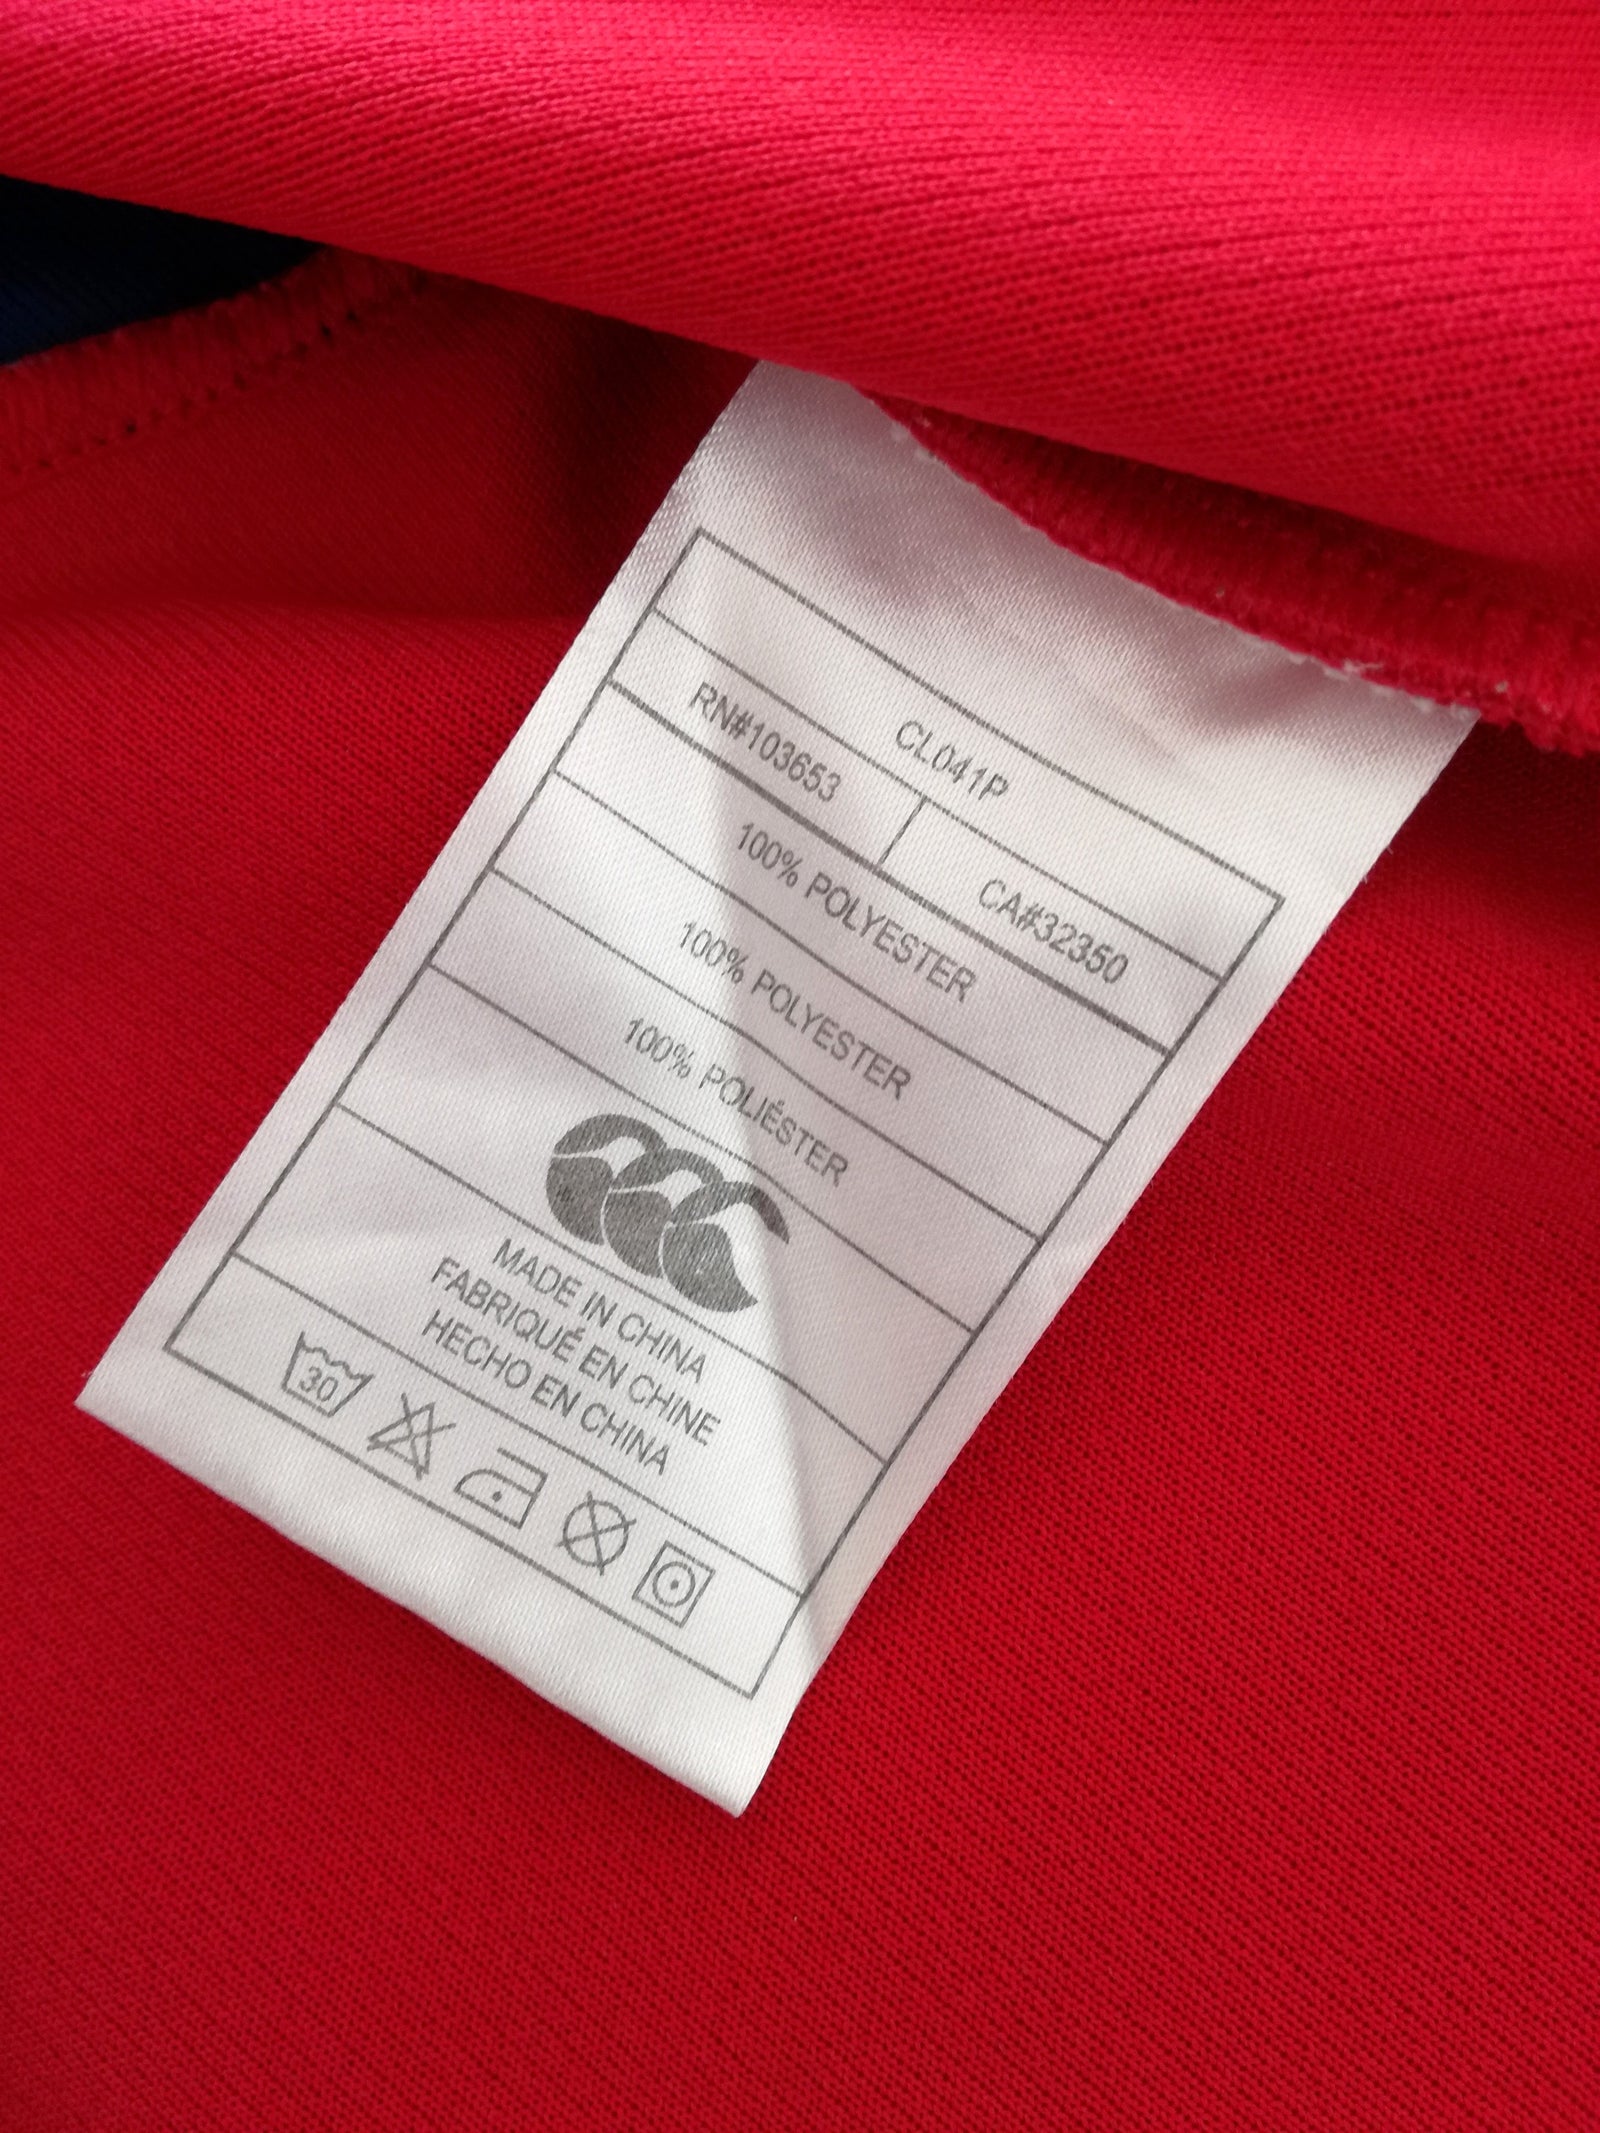 CL041P
RN#103653 CA#32350
100% POLYESTER
100% POLYESTER
100% POLIÉSTER
MADE IN CHINA
FABRIQUÉ EN CHINE
HECHO EN CHINA
30